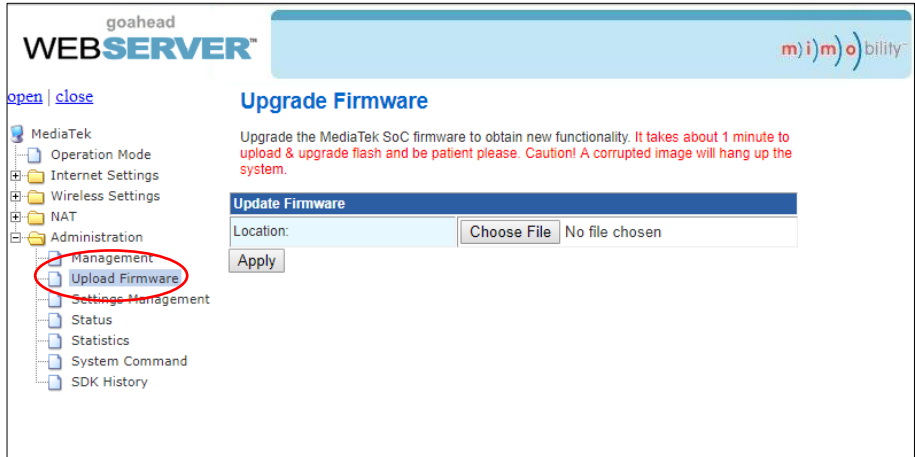 goahead
WEBSERVER™
m)i)m)o)bility™
open | close
MediaTek
Operation Mode
Internet Settings
Wireless Settings
NAT
Administration
Management
Upload Firmware
Settings Management
Status
Statistics
System Command
SDK History
Upgrade Firmware
Upgrade the MediaTek SoC firmware to obtain new functionality. It takes about 1 minute to
upload & upgrade flash and be patient please. Caution! A corrupted image will hang up the
system.
Update Firmware
Location: Choose File No file chosen
Apply